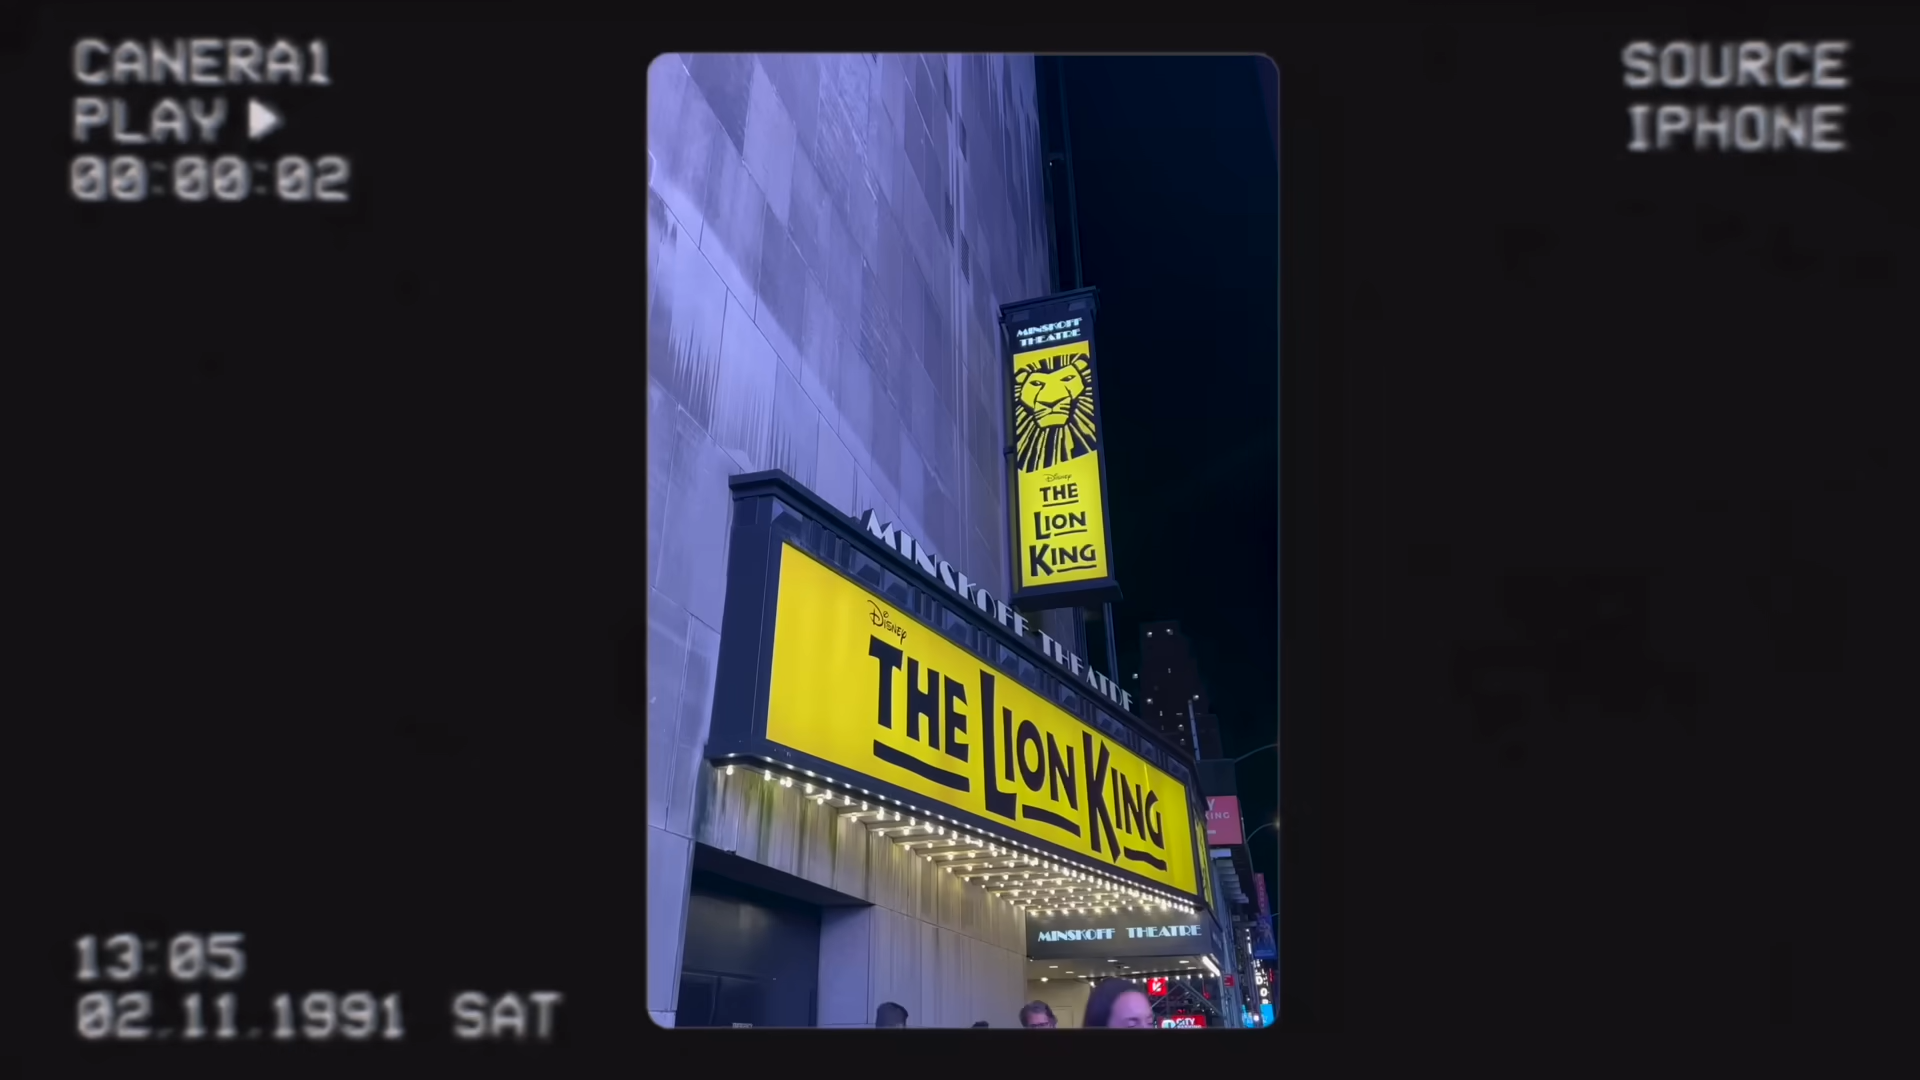 CANERA1
PLAY
00:00:02
SOURCE
IPHONE
MINSKOFF
THEATRE
Disney
THE
LION
KING
MINSKOFF THEATRE
DISNEY
THE LION KING
MINSKOFF THEATRE
CITY
13:05
02.11.1991 SAT